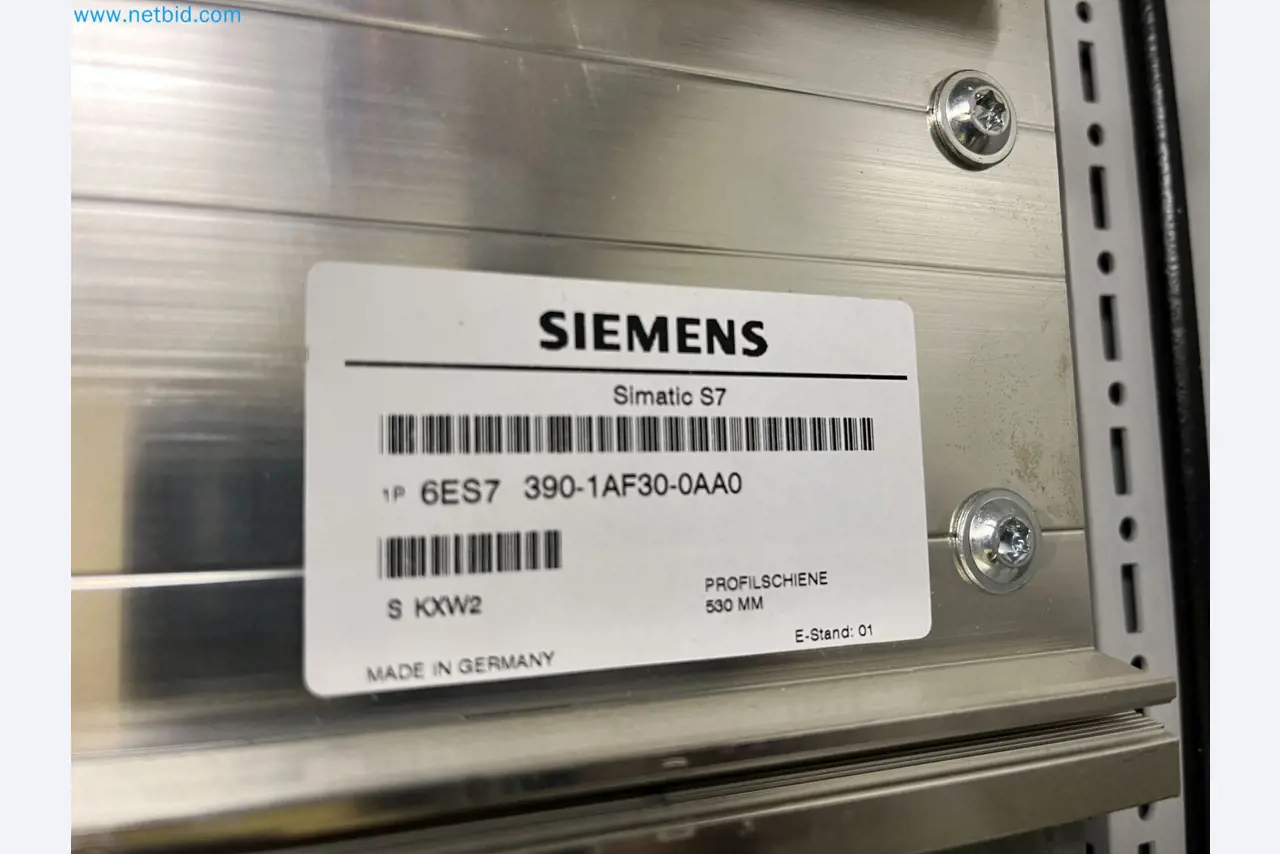 www.netbid.com
SIEMENS
Simatic S7
1P 6ES7 390-1AF30-0AA0
S KXW2
PROFILSCHIENE
530 MM
E-Stand: 01
MADE IN GERMANY